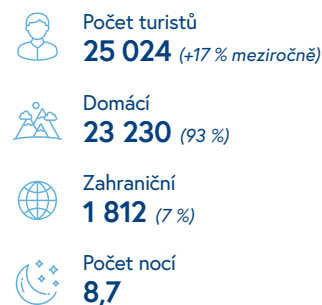 Počet turistů
25 024 (+17 % meziročně)
Domácí
23 230 (93 %)
Zahraniční
1 812 (7 %)
Počet nocí
8,7